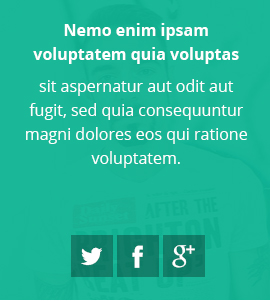 Nemo enim ipsam
voluptatem quia voluptas
sit aspernatur aut odit aut
fugit, sed quia consequuntur
magni dolores eos qui ratione
voluptatem.
AFTER THE
g+